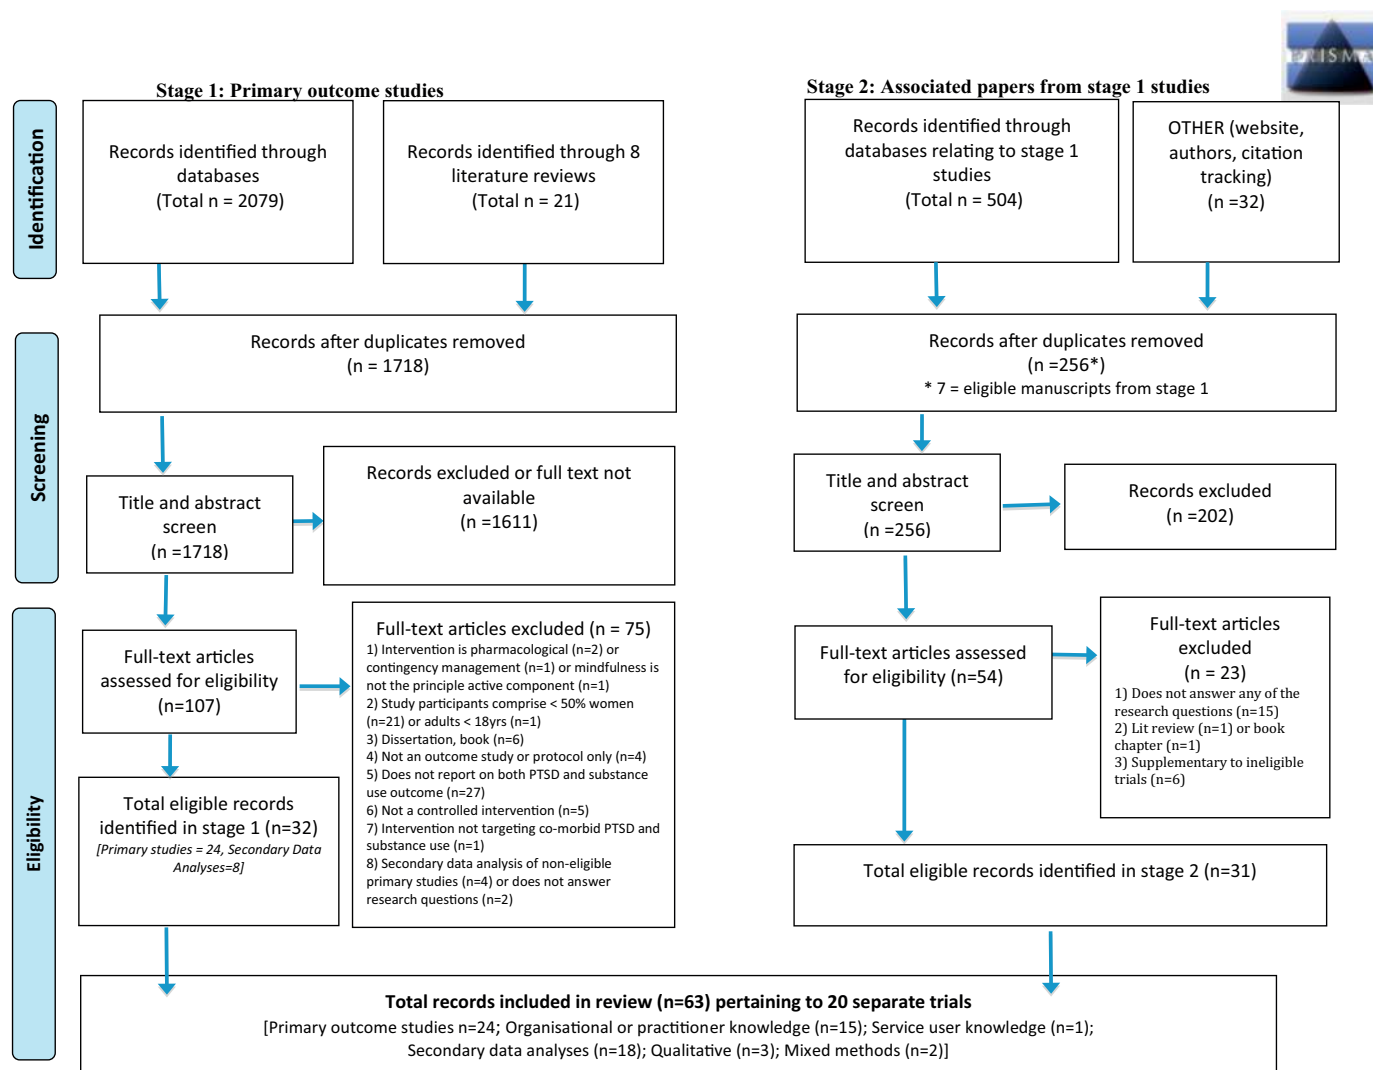 PRISMA
Stage 1: Primary outcome studies
Stage 2: Associated papers from stage 1 studies
Identification
Records identified through
databases
(Total n = 2079)
Records identified through 8
literature reviews
(Total n = 21)
Records identified through
databases relating to stage 1
studies
(Total n = 504)
OTHER (website,
authors, citation
tracking)
(n =32)
Screening
Records after duplicates removed
(n = 1718)
Records after duplicates removed
(n =256*)
* 7 = eligible manuscripts from stage 1
Title and abstract
screen
(n =1718)
Records excluded or full text not
available
(n =1611)
Title and abstract
screen
(n =256)
Records excluded
(n =202)
Eligibility
Full-text articles
assessed for eligibility
(n=107)
Full-text articles excluded (n = 75)
1) Intervention is pharmacological (n=2) or
contingency management (n=1) or mindfulness is
not the principle active component (n=1)
2) Study participants comprise < 50% women
(n=21) or adults < 18yrs (n=1)
3) Dissertation, book (n=6)
4) Not an outcome study or protocol only (n=4)
5) Does not report on both PTSD and substance
use outcome (n=27)
6) Not a controlled intervention (n=5)
7) Intervention not targeting co-morbid PTSD and
substance use (n=1)
8) Secondary data analysis of non-eligible
primary studies (n=4) or does not answer
research questions (n=2)
Full-text articles assessed
for eligibility (n=54)
Full-text articles
excluded
(n = 23)
1) Does not answer any of the
research questions (n=15)
2) Lit review (n=1) or book
chapter (n=1)
3) Supplementary to ineligible
trials (n=6)
Total eligible records
identified in stage 1 (n=32)
[Primary studies = 24, Secondary Data
Analyses=8]
Total eligible records identified in stage 2 (n=31)
Total records included in review (n=63) pertaining to 20 separate trials
[Primary outcome studies n=24; Organisational or practitioner knowledge (n=15); Service user knowledge (n=1);
Secondary data analyses (n=18); Qualitative (n=3); Mixed methods (n=2)]